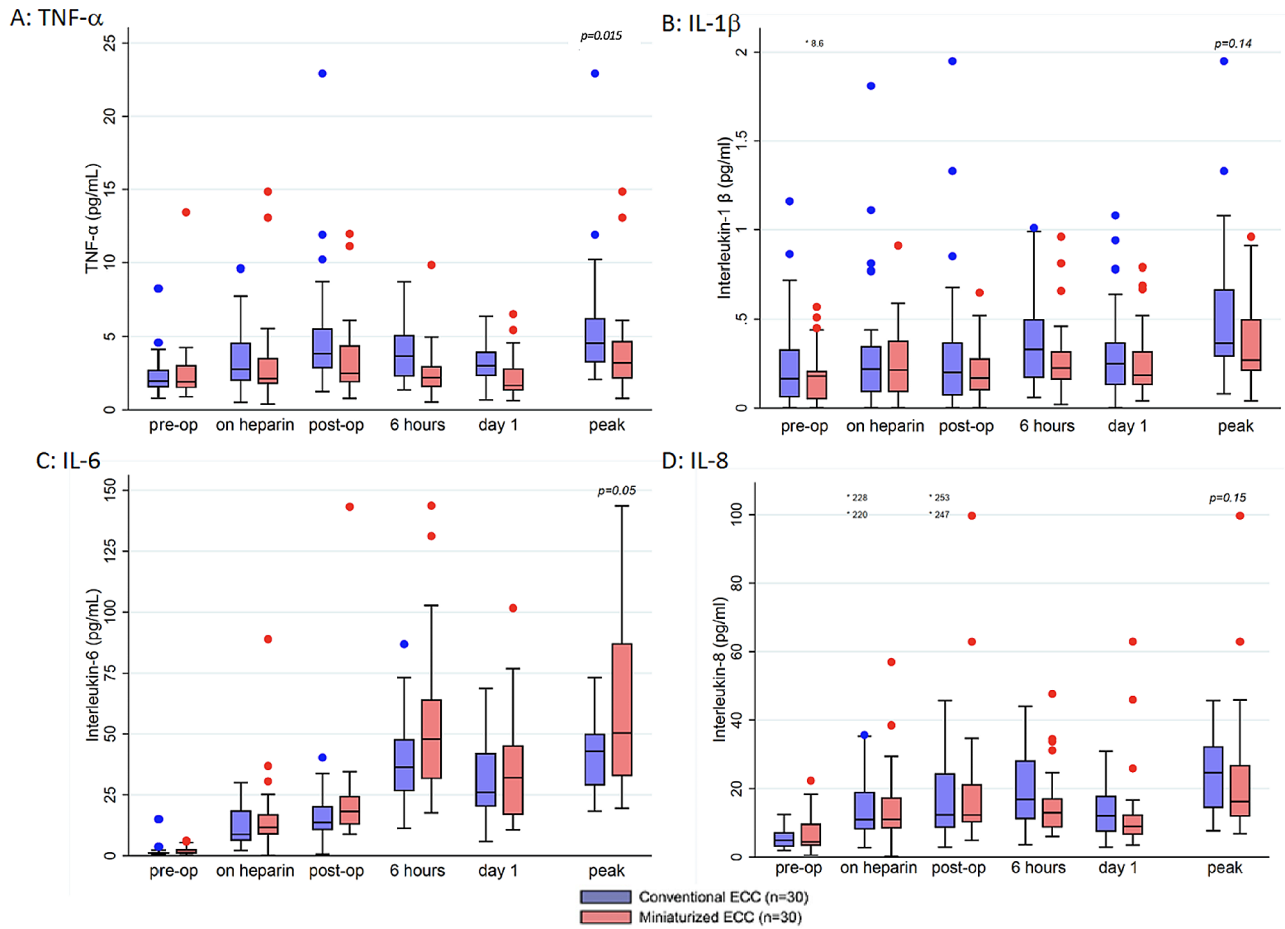 A: TNF-α
p=0.015
TNF-α (pg/mL)
25
20
15
10
5
0
pre-op on heparin post-op 6 hours day 1 peak
B: IL-1β
* 8.6
p=0.14
Interleukin-1 β (pg/ml)
2
1.5
1
.5
0
pre-op on heparin post-op 6 hours day 1 peak
C: IL-6
p=0.05
Interleukin-6 (pg/mL)
150
125
100
75
50
25
0
pre-op on heparin post-op 6 hours day 1 peak
D: IL-8
* 228 * 253
* 220 * 247
p=0.15
Interleukin-8 (pg/ml)
100
80
60
40
20
0
pre-op on heparin post-op 6 hours day 1 peak
Conventional ECC (n=30)
Miniaturized ECC (n=30)